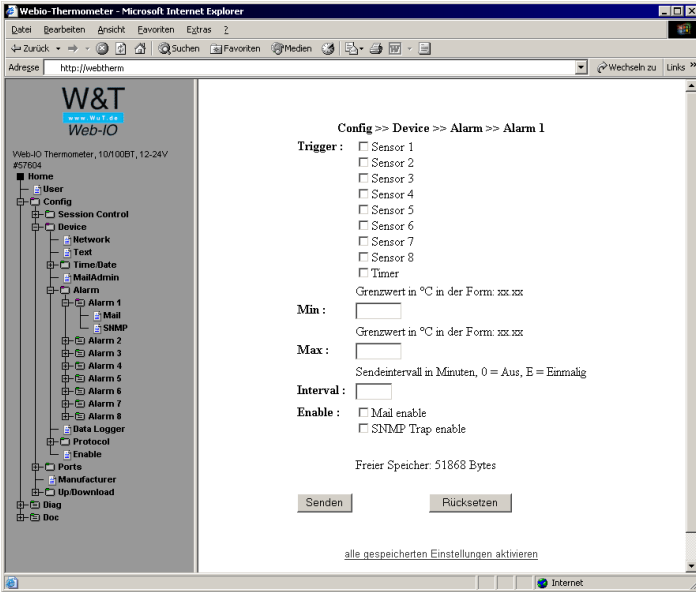 Webio-Thermometer - Microsoft Internet Explorer
Datei Bearbeiten Ansicht Favoriten Extras ?
Zurück Suchen Favoriten Medien
Adresse http://webtherm Wechseln zu Links »
W&T
www.WuT.de
Web-IO
Web-IO Thermometer, 10/100BT, 12-24V
#57604
Home
User
Config
Session Control
Device
Network
Text
Time/Date
MailAdmin
Alarm
Alarm 1
Mail
SNMP
Alarm 2
Alarm 3
Alarm 4
Alarm 5
Alarm 6
Alarm 7
Alarm 8
Data Logger
Protocol
Enable
Ports
Manufacturer
Up/Download
Diag
Doc
Config >> Device >> Alarm >> Alarm 1
Trigger : Sensor 1
Sensor 2
Sensor 3
Sensor 4
Sensor 5
Sensor 6
Sensor 7
Sensor 8
Timer
Grenzwert in °C in der Form: xx.xx
Min :
Grenzwert in °C in der Form: xx.xx
Max :
Sendeintervall in Minuten, 0 = Aus, E = Einmalig
Interval :
Enable : Mail enable
SNMP Trap enable
Freier Speicher: 51868 Bytes
Senden Rücksetzen
alle gespeicherten Einstellungen aktivieren
Internet